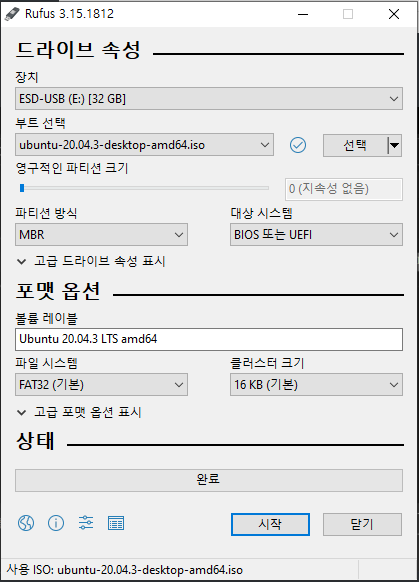 Rufus 3.15.1812
드라이브 속성
장치
ESD-USB (E:) [32 GB]
부트 선택
ubuntu-20.04.3-desktop-amd64.iso
선택
영구적인 파티션 크기
0 (지속성 없음)
파티션 방식
대상 시스템
MBR
BIOS 또는 UEFI
고급 드라이브 속성 표시
포맷 옵션
볼륨 레이블
Ubuntu 20.04.3 LTS amd64
파일 시스템
클러스터 크기
FAT32 (기본)
16 KB (기본)
고급 포맷 옵션 표시
상태
완료
시작
닫기
사용 ISO: ubuntu-20.04.3-desktop-amd64.iso